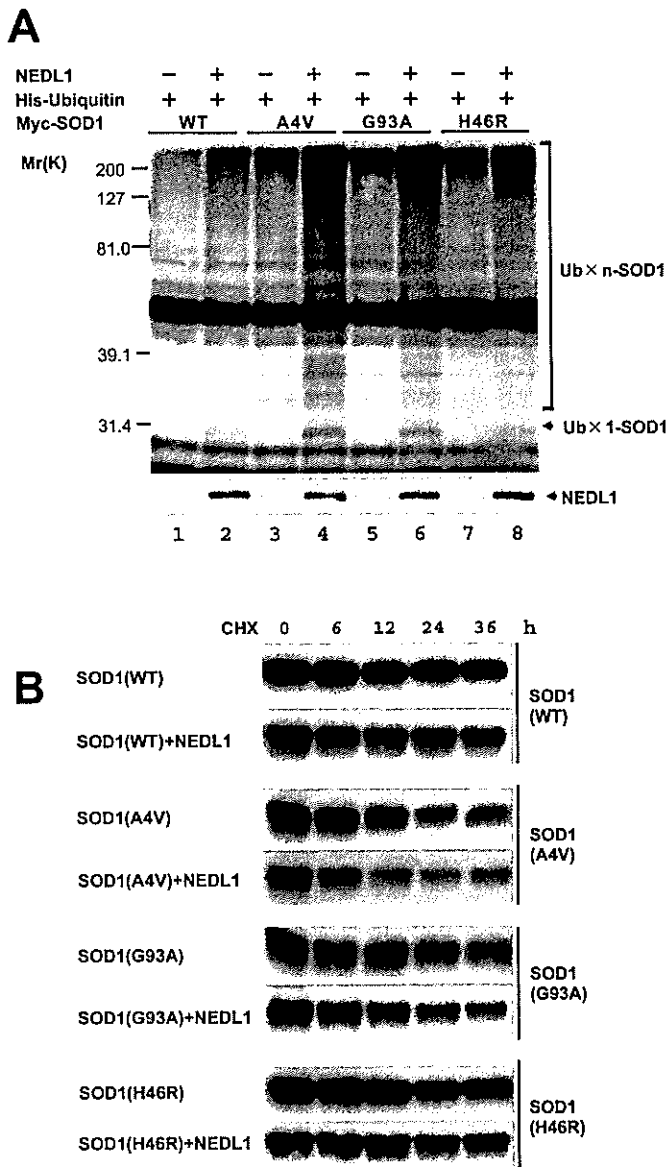 A
NEDL1 − + − + − + − +
His-Ubiquitin + + + + + + + +
Myc-SOD1 WT A4V G93A H46R
Mr(K)
200
127
81.0
39.1
31.4
Ub×n-SOD1
Ub×1-SOD1
NEDL1
1 2 3 4 5 6 7 8
B
CHX 0 6 12 24 36 h
SOD1(WT)
SOD1(WT)+NEDL1
SOD1
(WT)
SOD1(A4V)
SOD1(A4V)+NEDL1
SOD1
(A4V)
SOD1(G93A)
SOD1(G93A)+NEDL1
SOD1
(G93A)
SOD1(H46R)
SOD1(H46R)+NEDL1
SOD1
(H46R)